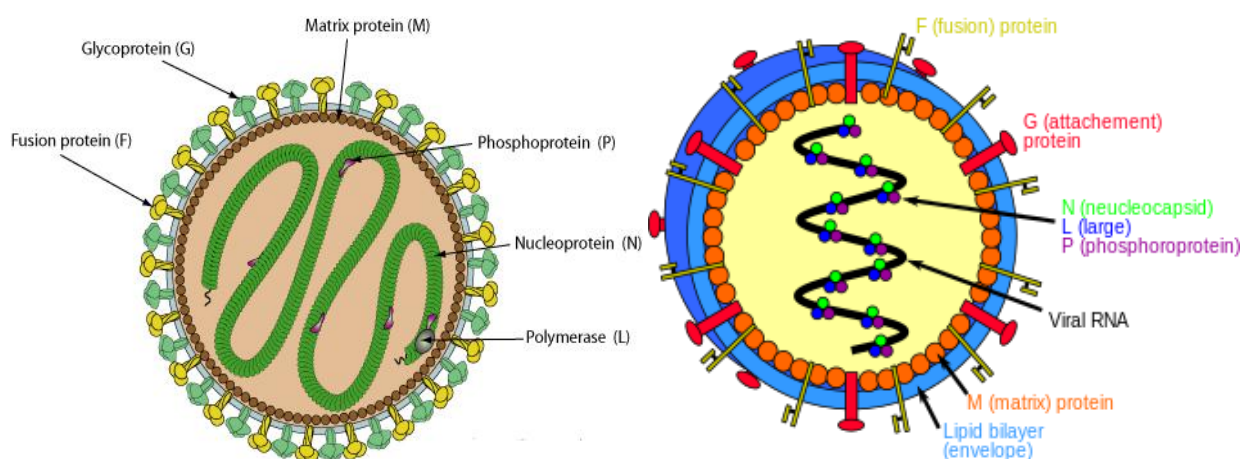 Matrix protein (M)
Glycoprotein (G)
Fusion protein (F)
Phosphoprotein (P)
Nucleoprotein (N)
Polymerase (L)
F (fusion) protein
G (attachement)
protein
N (neucleocapsid)
L (large)
P (phosphoroprotein)
Viral RNA
M (matrix) protein
Lipid bilayer
(envelope)